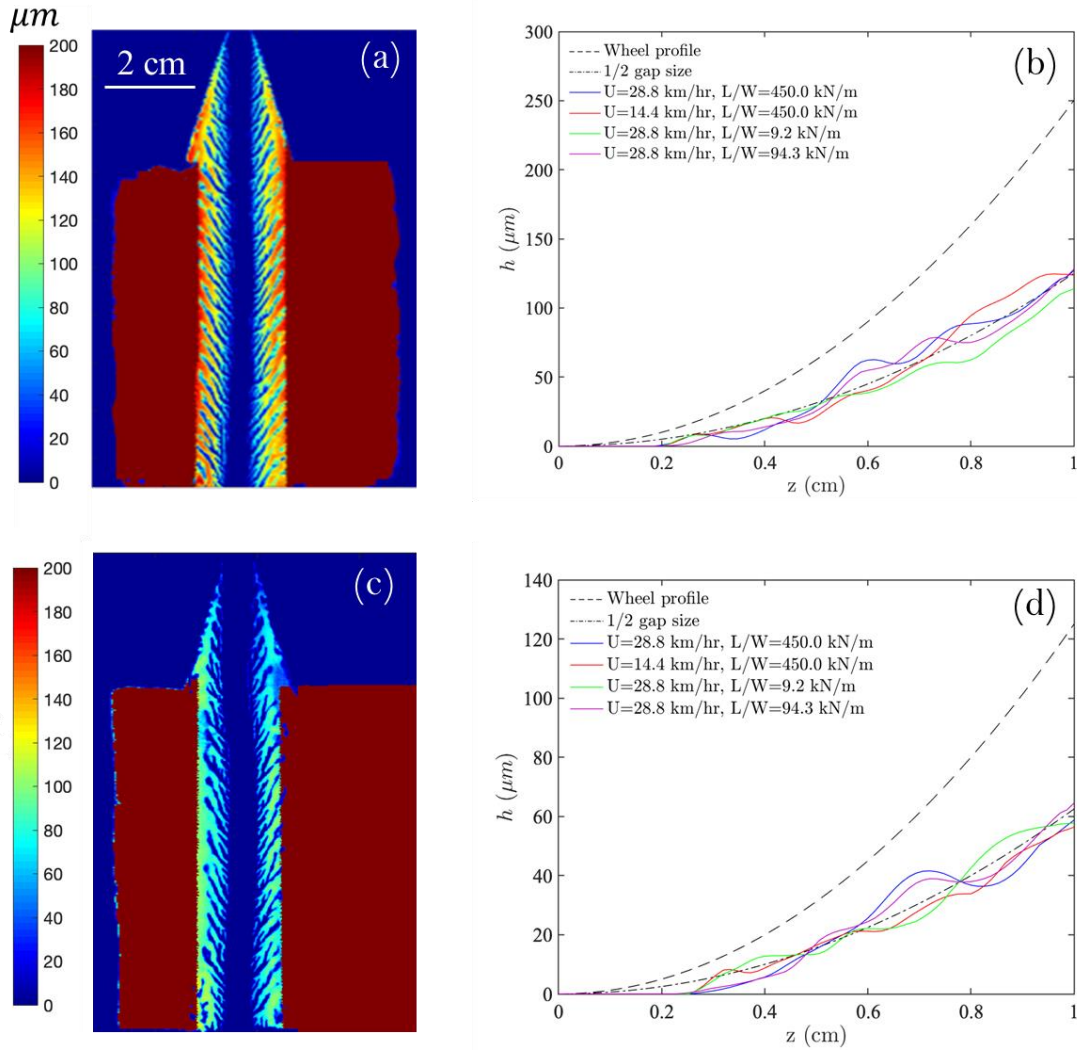 μm
200
180
160
140
120
100
80
60
40
20
0
2 cm
(a)
300
250
200
150
100
50
0
h (μm)
(b)
Wheel profile
1/2 gap size
U=28.8 km/hr, L/W=450.0 kN/m
U=14.4 km/hr, L/W=450.0 kN/m
U=28.8 km/hr, L/W=9.2 kN/m
U=28.8 km/hr, L/W=94.3 kN/m
0 0.2 0.4 0.6 0.8 1
z (cm)
200
180
160
140
120
100
80
60
40
20
0
(c)
140
120
100
80
60
40
20
0
h (μm)
(d)
Wheel profile
1/2 gap size
U=28.8 km/hr, L/W=450.0 kN/m
U=14.4 km/hr, L/W=450.0 kN/m
U=28.8 km/hr, L/W=9.2 kN/m
U=28.8 km/hr, L/W=94.3 kN/m
0 0.2 0.4 0.6 0.8 1
z (cm)